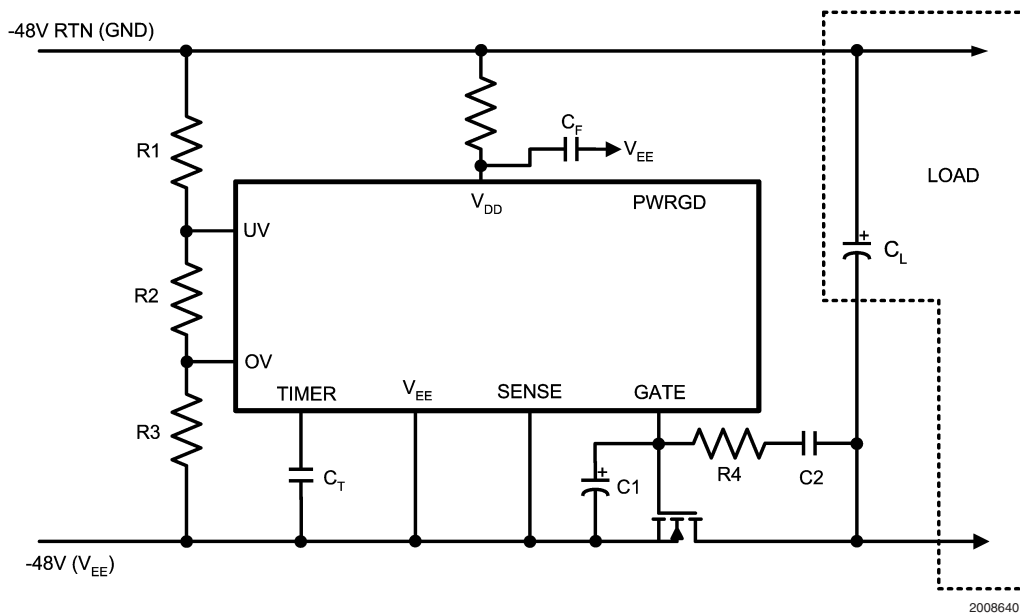 -48V RTN (GND)
R1
C_F
V_EE
LOAD
V_DD
PWRGD
UV
C_L
R2
OV
TIMER
V_EE
SENSE
GATE
R3
C_T
C1
R4
C2
-48V (V_EE)
2008640